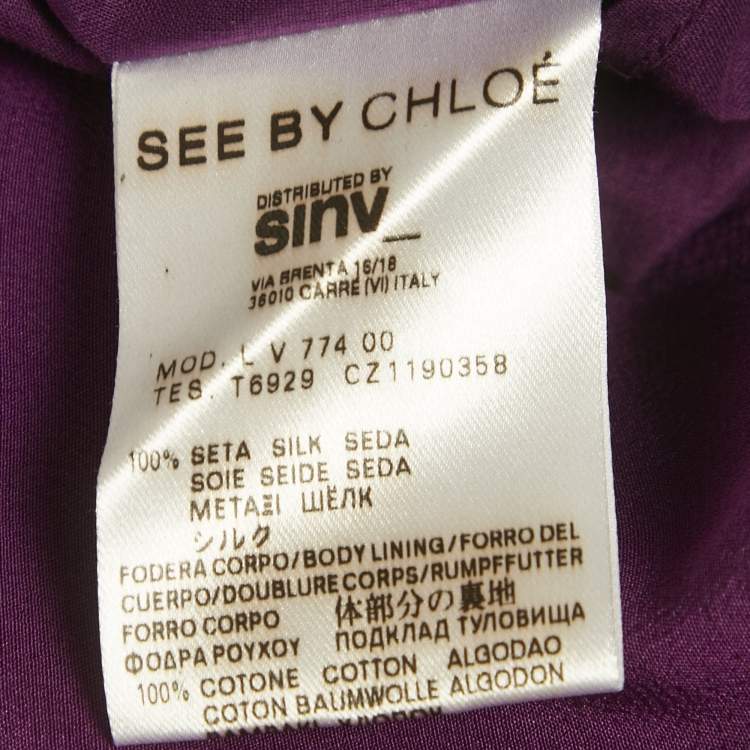 SEE BY CHLOÉ
DISTRIBUTED BY
sinv_
VIA BRENTA 16/18
36010 CARRÈ (VI) ITALY
MOD. L V 774 00
TES. T6929 CZ1190358
100% SETA SILK SEDA
SOIE SEIDE SEDA
ΜΕΤΑΞΙ ШЁЛК
シルク
FODERA CORPO/BODY LINING/FORRO DEL
CUERPO/DOUBLURE CORPS/RUMPFFUTTER
FORRO CORPO 体部分の裏地
ΦΟΔΡΑ ΡΟΥΧΟΥ ПОДКЛАД ТУЛОВИЩА
100% COTONE COTTON ALGODAO
COTON BAUMWOLLE ALGODON